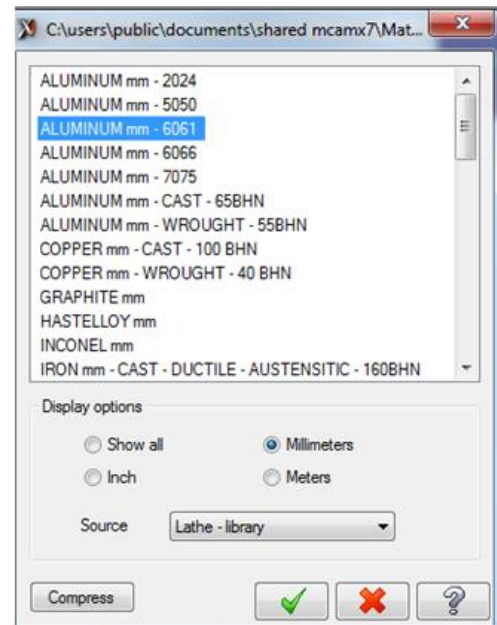 C:\users\public\documents\shared mcamx7\Mat...
ALUMINUM mm - 2024
ALUMINUM mm - 5050
ALUMINUM mm - 6061
ALUMINUM mm - 6066
ALUMINUM mm - 7075
ALUMINUM mm - CAST - 65BHN
ALUMINUM mm - WROUGHT - 55BHN
COPPER mm - CAST - 100 BHN
COPPER mm - WROUGHT - 40 BHN
GRAPHITE mm
HASTELLOY mm
INCONEL mm
IRON mm - CAST - DUCTILE - AUSTENSITIC - 160BHN
Display options
Show all Millimeters
Inch Meters
Source Lathe - library
Compress